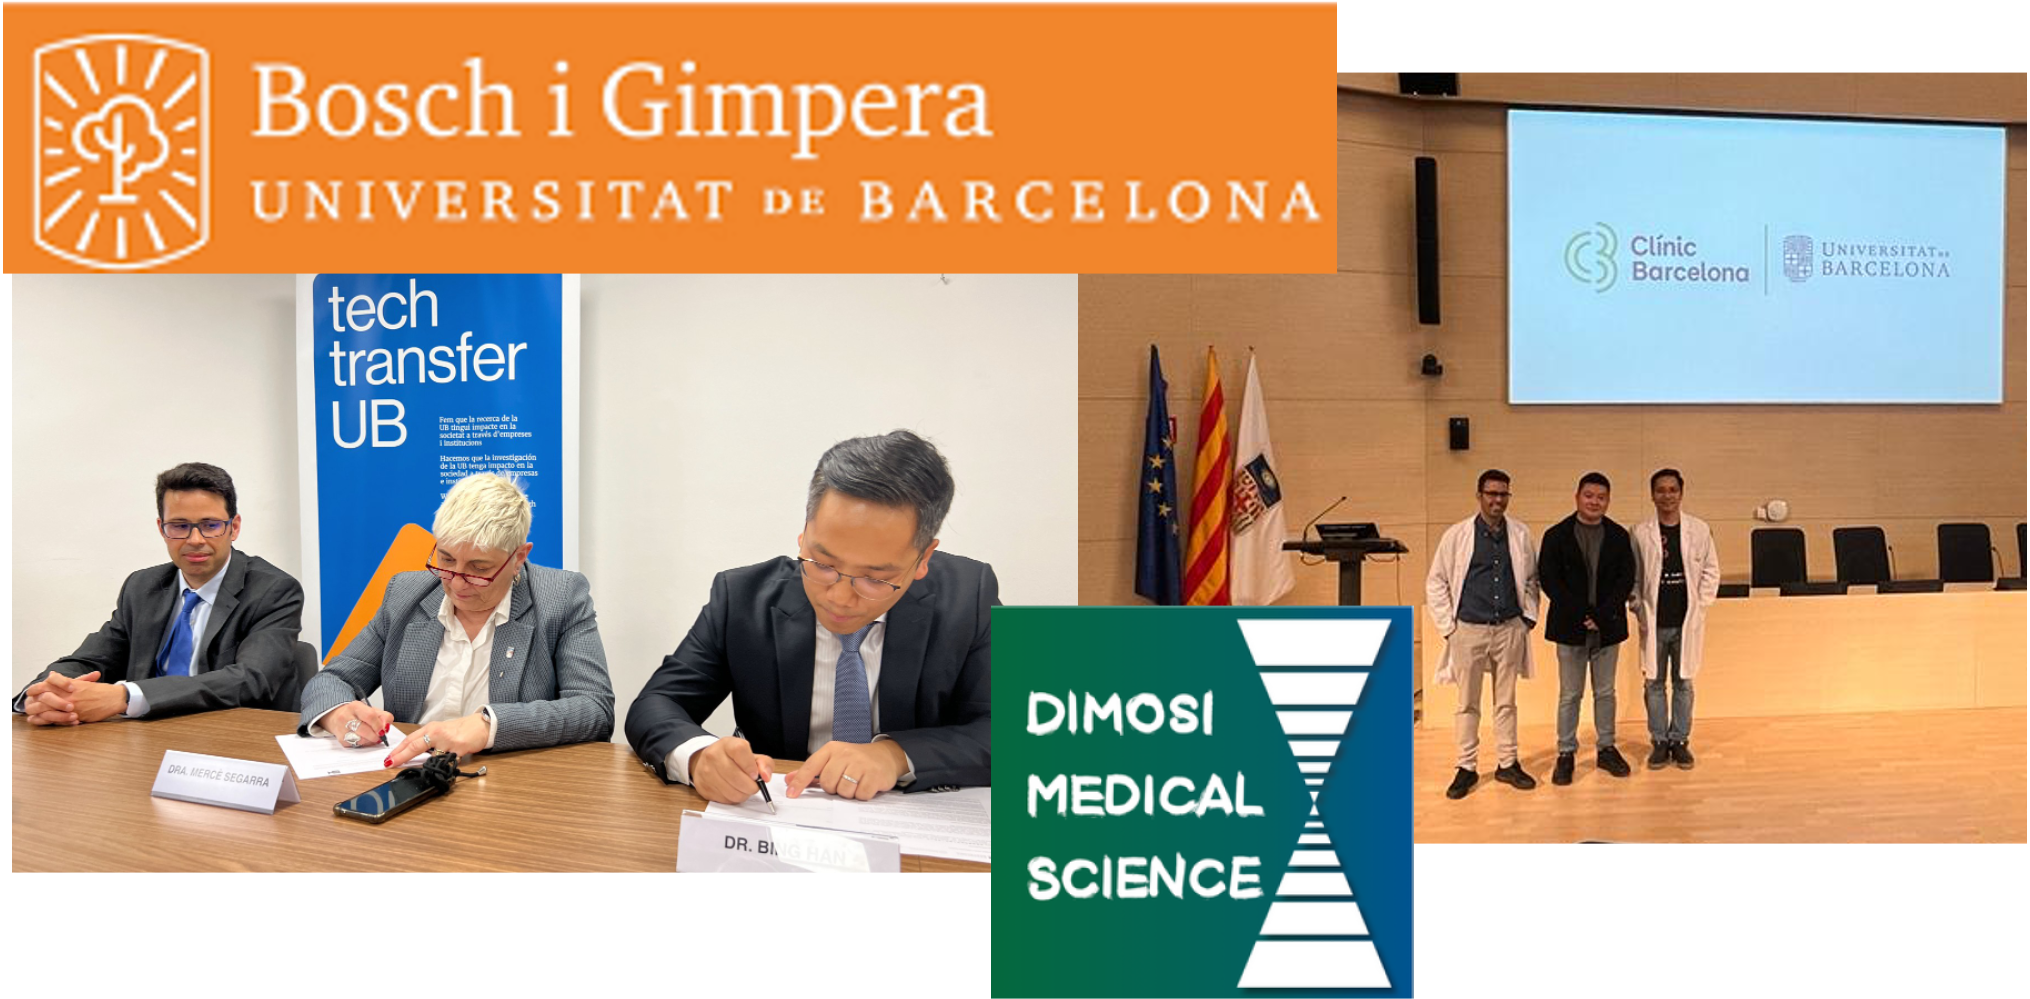 Bosch i Gimpera
UNIVERSITAT DE BARCELONA
tech
transfer
UB
Fem que la recerca de la
UB tingui impacte en la
societat a través d'empreses
i institucions
Hacemos que la investigación
de la UB tenga impacto en la
sociedad a través de empresas
DRA. MERCÈ SEGARRA
DR. BING HAN
Clínic
Barcelona
UNIVERSITAT DE
BARCELONA
DIMOSI
MEDICAL
SCIENCE